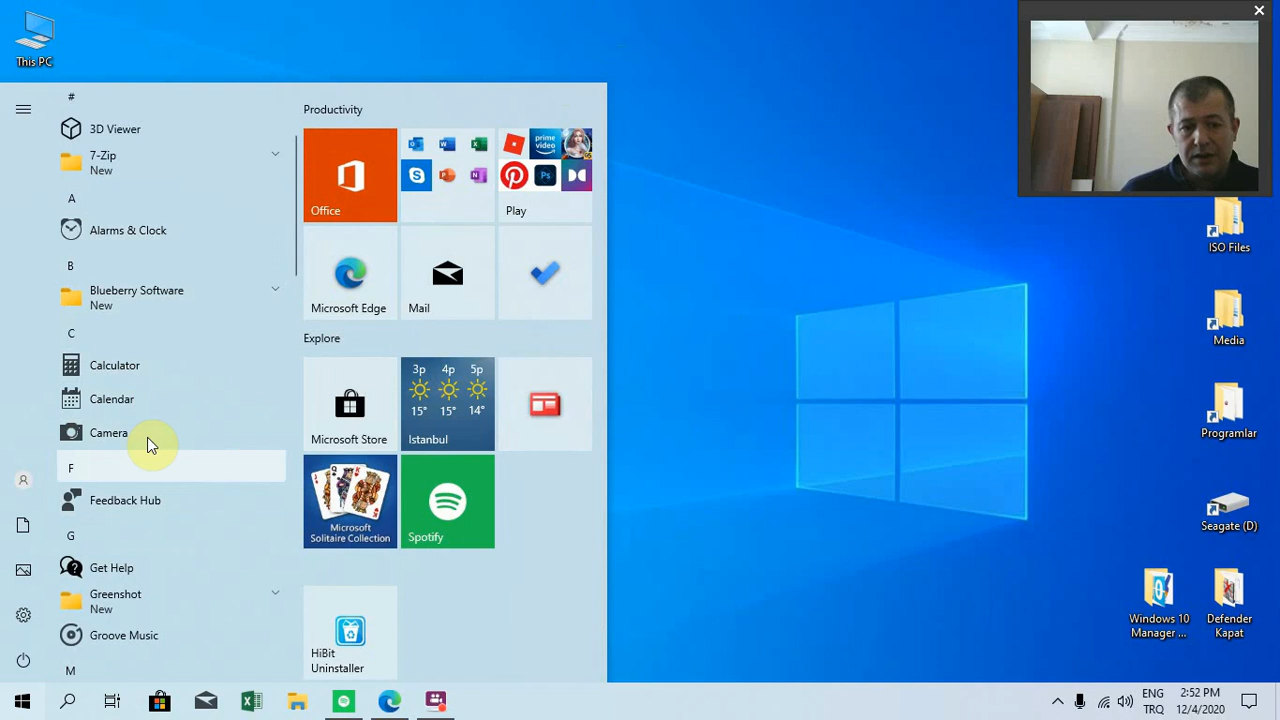 This PC
#
3D Viewer
7-Zip
New
A
Alarms & Clock
B
Blueberry Software
New
C
Calculator
Calendar
Camera
F
Feedback Hub
G
Get Help
Greenshot
New
Groove Music
M
Productivity
Office
prime video
Play
Microsoft Edge
Mail
Explore
Microsoft Store
3p 4p 5p
15° 15° 14°
Istanbul
Microsoft
Solitaire Collection
Spotify
HiBit
Uninstaller
ISO Files
Media
Programlar
Seagate (D)
Windows 10
Manager ...
Defender
Kapat
ENG
TRQ
2:52 PM
12/4/2020